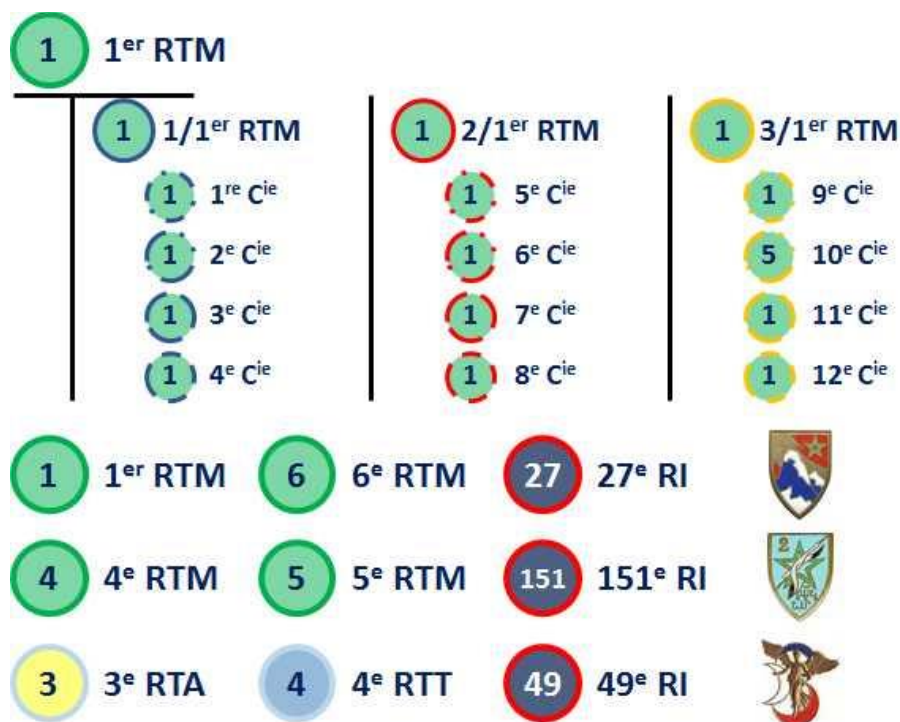 1 1er RTM
1 1/1er RTM 1 2/1er RTM 1 3/1er RTM
1 1re Cie 1 5e Cie 1 9e Cie
1 2e Cie 1 6e Cie 5 10e Cie
1 3e Cie 1 7e Cie 1 11e Cie
1 4e Cie 1 8e Cie 1 12e Cie
1 1er RTM 6 6e RTM 27 27e RI
4 4e RTM 5 5e RTM 151 151e RI 2
3 3e RTA 4 4e RTT 49 49e RI